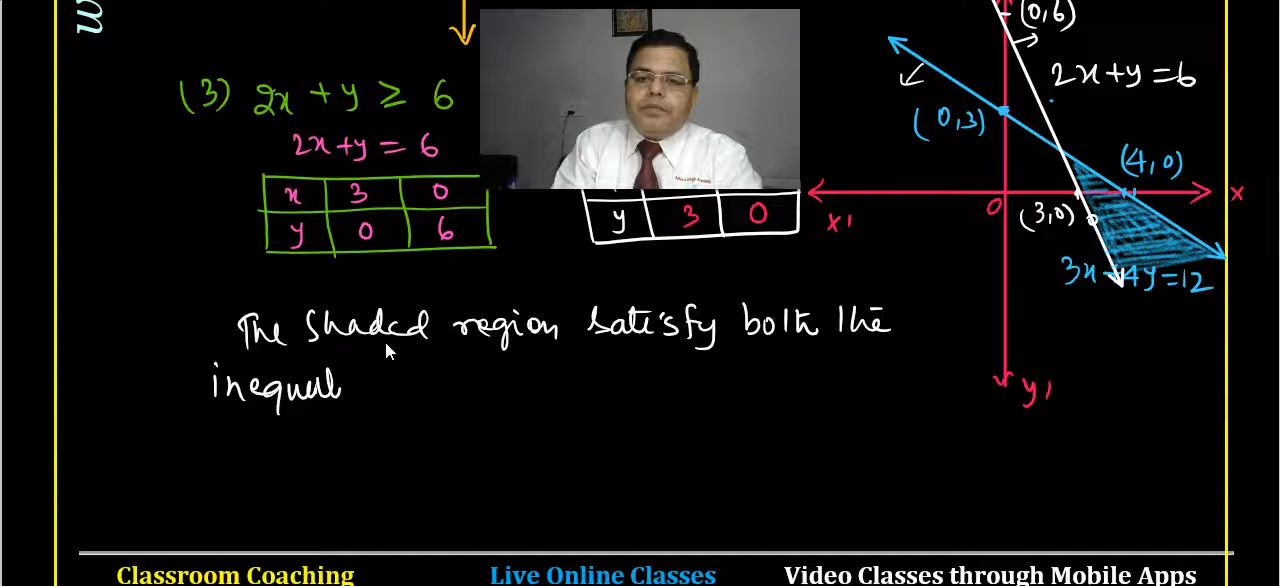 (0,6)
(3) 2x + y ≥ 6
2x+y = 6
2x+y = 6
(0,3)
(4,0)
x 3 0
y 0 6
y 3 0
x'
0
(3,0)
x
3x+4y=12
The Shaded region satisfy both the
inequal
y'
Classroom Coaching Live Online Classes Video Classes through Mobile Apps